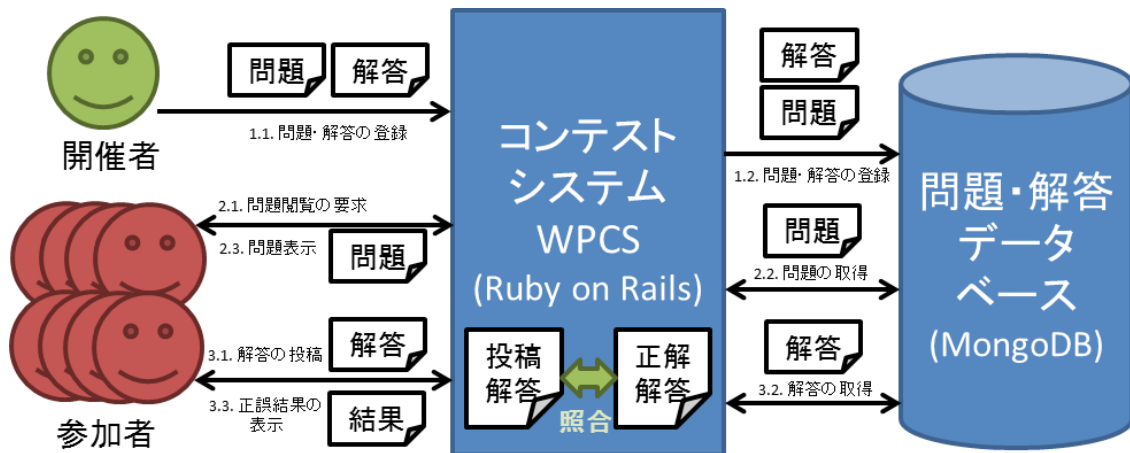 問題
解答
1.1. 問題・解答の登録
開催者
2.1. 問題閲覧の要求
2.3. 問題表示
問題
3.1. 解答の投稿
解答
3.3. 正誤結果の
表示
結果
参加者
コンテスト
システム
WPCS
(Ruby on Rails)
投稿
解答
正解
解答
照合
解答
問題
1.2. 問題・解答の登録
問題
2.2. 問題の取得
解答
3.2. 解答の取得
問題・解答
データ
ベース
(MongoDB)